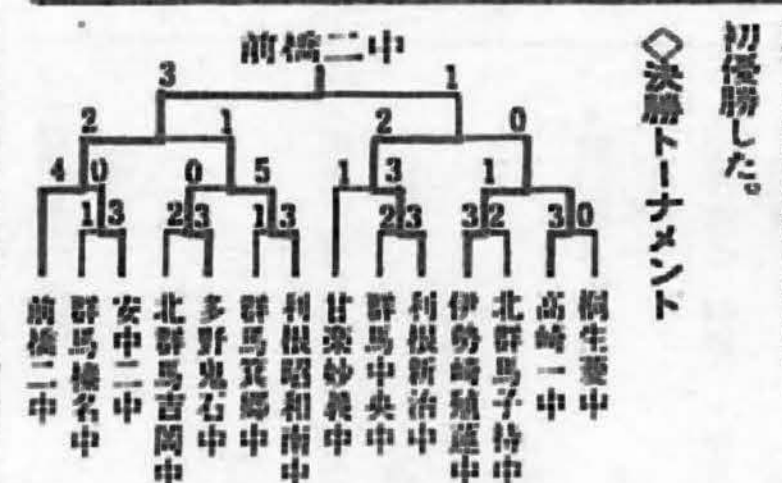 初優勝した。
◇決勝トーナメント
前橋二中
3 1
2 1 2 0
4 0 0 5 1 3 1
1 3 2 3 1 3 2 3 3 2 3 0
前橋二中
群馬榛名中
安中二中
北群馬吉岡中
多野鬼石中
群馬箕郷中
利根昭和南中
甘楽妙義中
群馬中央中
利根新治中
伊勢崎殖蓮中
北群馬子持中
高崎一中
桐生菱中